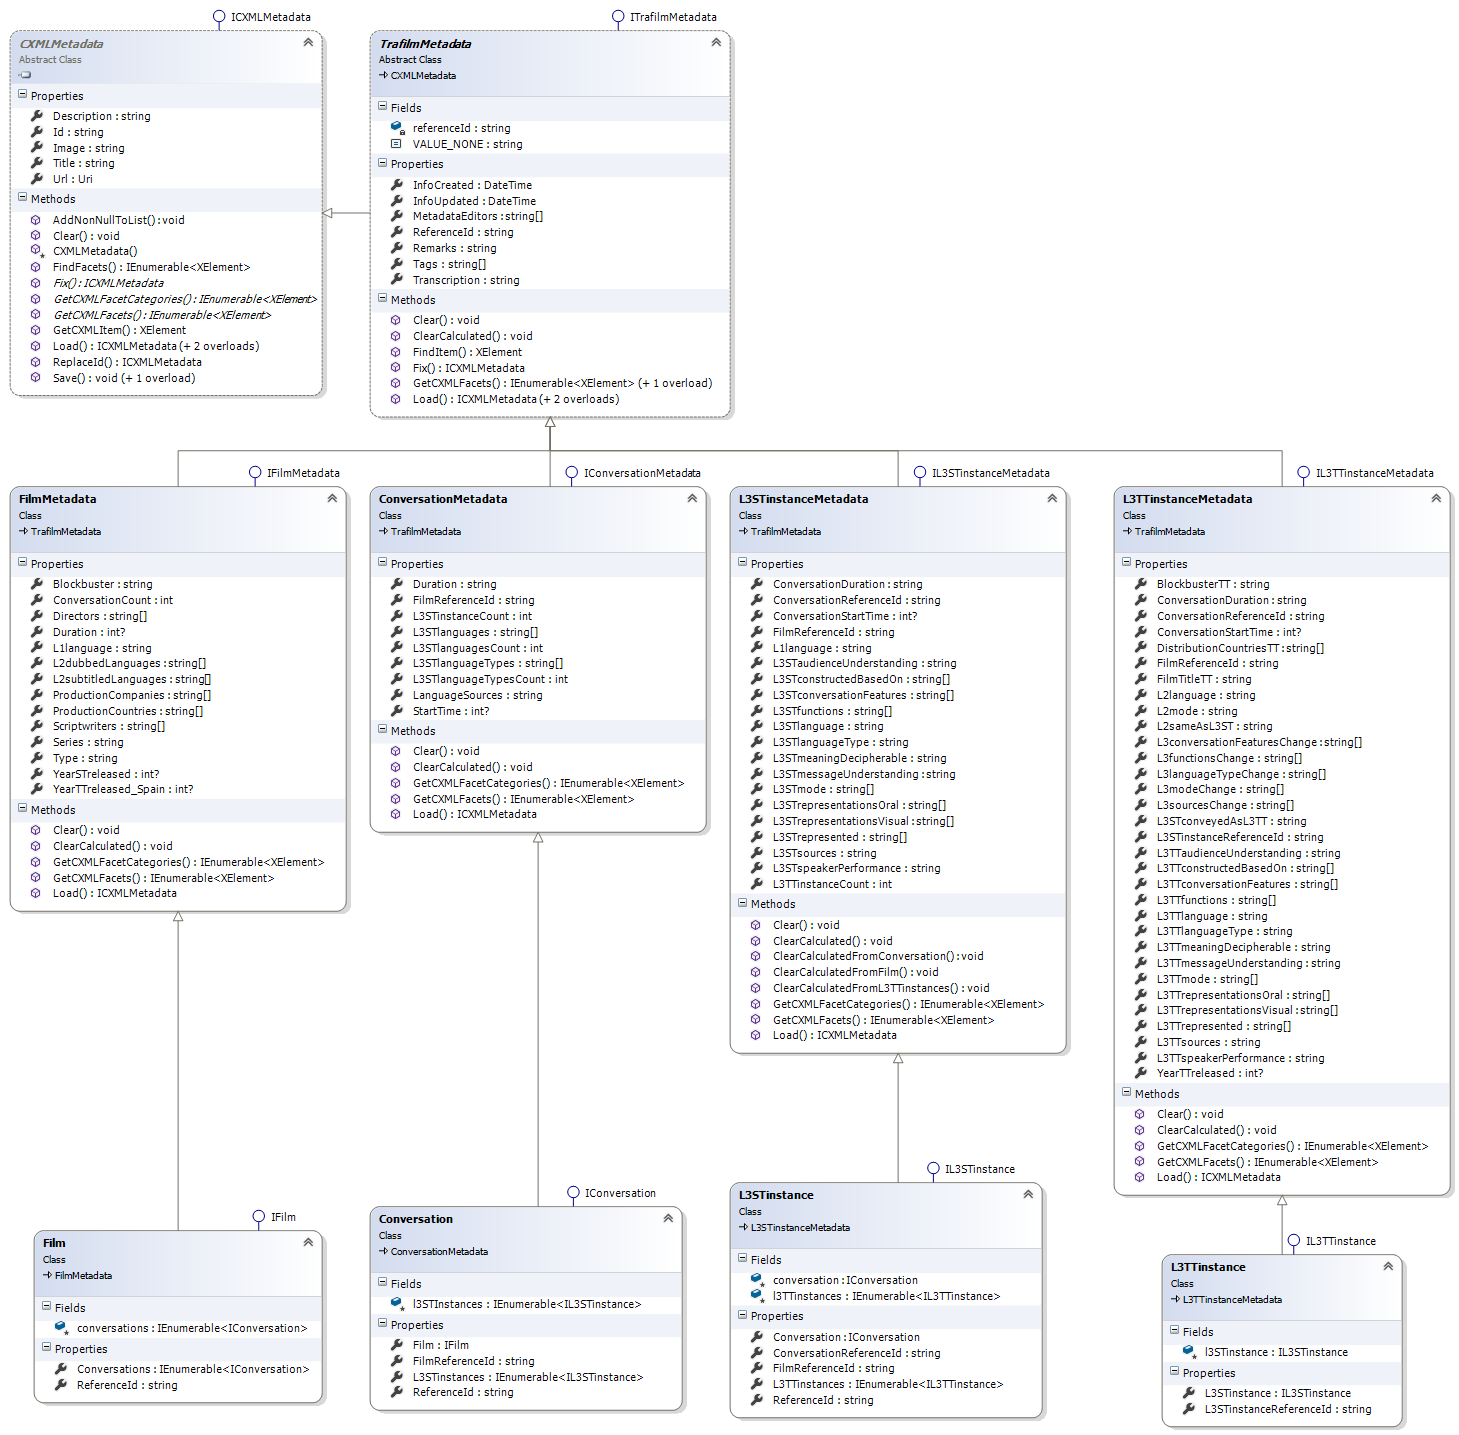 ICXMLMetadata
CXMLMetadata
Abstract Class
Properties
Description : string
Id : string
Image : string
Title : string
Url : Uri
Methods
AddNonNullToList() : void
Clear() : void
CXMLMetadata()
FindFacets() : IEnumerable<XElement>
Fix() : ICXMLMetadata
GetCXMLFacetCategories() : IEnumerable<XElement>
GetCXMLFacets() : IEnumerable<XElement>
GetCXMLItem() : XElement
Load() : ICXMLMetadata (+ 2 overloads)
ReplaceId() : ICXMLMetadata
Save() : void (+ 1 overload)
ITrafilmMetadata
TrafilmMetadata
Abstract Class
CXMLMetadata
Fields
referenceId : string
VALUE_NONE : string
Properties
InfoCreated : DateTime
InfoUpdated : DateTime
MetadataEditors : string[]
ReferenceId : string
Remarks : string
Tags : string[]
Transcription : string
Methods
Clear() : void
ClearCalculated() : void
FindItem() : XElement
Fix() : ICXMLMetadata
GetCXMLFacets() : IEnumerable<XElement> (+ 1 overload)
Load() : ICXMLMetadata (+ 2 overloads)
IFilmMetadata
FilmMetadata
Class
TrafilmMetadata
Properties
Blockbuster : string
ConversationCount : int
Directors : string[]
Duration : int?
L1language : string
L2dubbedLanguages : string[]
L2subtitledLanguages : string[]
ProductionCompanies : string[]
ProductionCountries : string[]
Scriptwriters : string[]
Series : string
Type : string
YearSTreleased : int?
YearTTreleased_Spain : int?
Methods
Clear() : void
ClearCalculated() : void
GetCXMLFacetCategories() : IEnumerable<XElement>
GetCXMLFacets() : IEnumerable<XElement>
Load() : ICXMLMetadata
IConversationMetadata
ConversationMetadata
Class
TrafilmMetadata
Properties
Duration : string
FilmReferenceId : string
L3STinstanceCount : int
L3STlanguages : string[]
L3STlanguagesCount : int
L3STlanguageTypes : string[]
L3STlanguageTypesCount : int
LanguageSources : string
StartTime : int?
Methods
Clear() : void
ClearCalculated() : void
GetCXMLFacetCategories() : IEnumerable<XElement>
GetCXMLFacets() : IEnumerable<XElement>
Load() : ICXMLMetadata
IL3STinstanceMetadata
L3STinstanceMetadata
Class
TrafilmMetadata
Properties
ConversationDuration : string
ConversationReferenceId : string
ConversationStartTime : int?
FilmReferenceId : string
L1language : string
L3STaudienceUnderstanding : string
L3STconstructedBasedOn : string[]
L3STconversationFeatures : string[]
L3STfunctions : string[]
L3STlanguage : string
L3STlanguageType : string
L3STmeaningDecipherable : string
L3STmessageUnderstanding : string
L3STmode : string[]
L3STrepresentationsOral : string[]
L3STrepresentationsVisual : string[]
L3STrepresented : string[]
L3STsources : string
L3STspeakerPerformance : string
L3TTinstanceCount : int
Methods
Clear() : void
ClearCalculated() : void
ClearCalculatedFromConversation() : void
ClearCalculatedFromFilm() : void
ClearCalculatedFromL3TTinstances() : void
GetCXMLFacetCategories() : IEnumerable<XElement>
GetCXMLFacets() : IEnumerable<XElement>
Load() : ICXMLMetadata
IL3TTinstanceMetadata
L3TTinstanceMetadata
Class
TrafilmMetadata
Properties
BlockbusterTT : string
ConversationDuration : string
ConversationReferenceId : string
ConversationStartTime : int?
DistributionCountriesTT : string[]
FilmReferenceId : string
FilmTitleTT : string
L2language : string
L2mode : string
L2sameAsL3ST : string
L3conversationFeaturesChange : string[]
L3functionsChange : string[]
L3languageTypeChange : string[]
L3modeChange : string[]
L3sourcesChange : string[]
L3STconveyedAsL3TT : string
L3STinstanceReferenceId : string
L3TTaudienceUnderstanding : string
L3TTconstructedBasedOn : string[]
L3TTconversationFeatures : string[]
L3TTfunctions : string[]
L3TTlanguage : string
L3TTlanguageType : string
L3TTmeaningDecipherable : string
L3TTmessageUnderstanding : string
L3TTmode : string[]
L3TTrepresentationsOral : string[]
L3TTrepresentationsVisual : string[]
L3TTrepresented : string[]
L3TTsources : string
L3TTspeakerPerformance : string
YearTTreleased : int?
Methods
Clear() : void
ClearCalculated() : void
GetCXMLFacetCategories() : IEnumerable<XElement>
GetCXMLFacets() : IEnumerable<XElement>
Load() : ICXMLMetadata
IFilm
Film
Class
FilmMetadata
Fields
conversations : IEnumerable<IConversation>
Properties
Conversations : IEnumerable<IConversation>
ReferenceId : string
IConversation
Conversation
Class
ConversationMetadata
Fields
l3STInstances : IEnumerable<IL3STinstance>
Properties
Film : IFilm
FilmReferenceId : string
L3STinstances : IEnumerable<IL3STinstance>
ReferenceId : string
IL3STinstance
L3STinstance
Class
L3STinstanceMetadata
Fields
conversation : IConversation
l3TTinstances : IEnumerable<IL3TTinstance>
Properties
Conversation : IConversation
ConversationReferenceId : string
FilmReferenceId : string
L3TTinstances : IEnumerable<IL3TTinstance>
ReferenceId : string
IL3TTinstance
L3TTinstance
Class
L3TTinstanceMetadata
Fields
l3STinstance : IL3STinstance
Properties
L3STinstance : IL3STinstance
L3STinstanceReferenceId : string